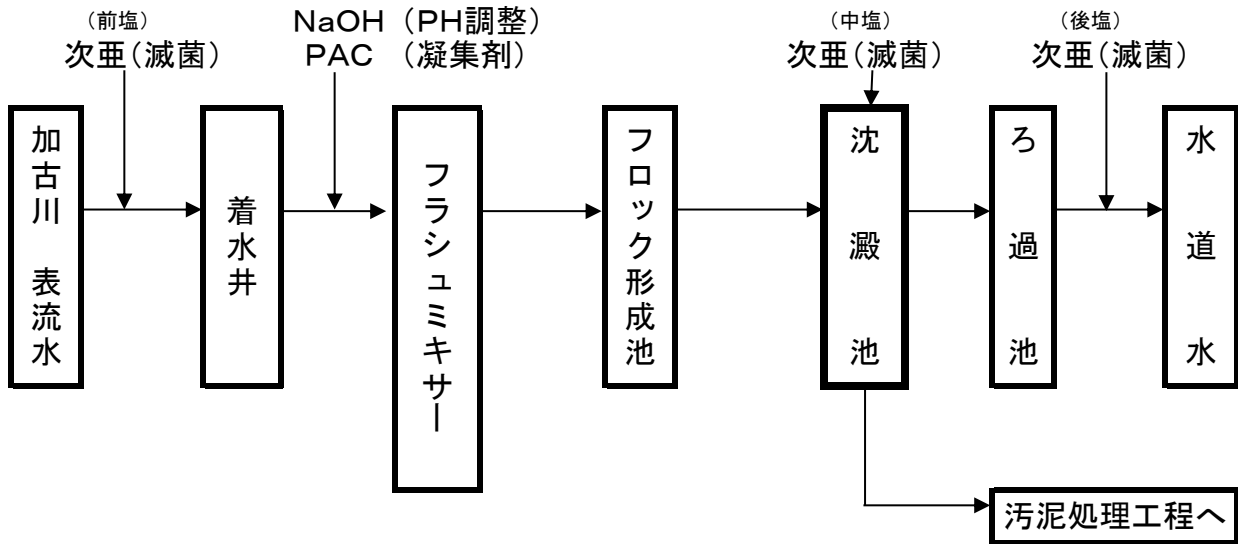 （前塩）
次亜（滅菌）
NaOH（PH調整）
PAC （凝集剤）
（中塩）
次亜（滅菌）
（後塩）
次亜（滅菌）
加古川 表流水
着水井
フラシュミキサー
フロック形成池
沈澱池
ろ過池
水道水
汚泥処理工程へ